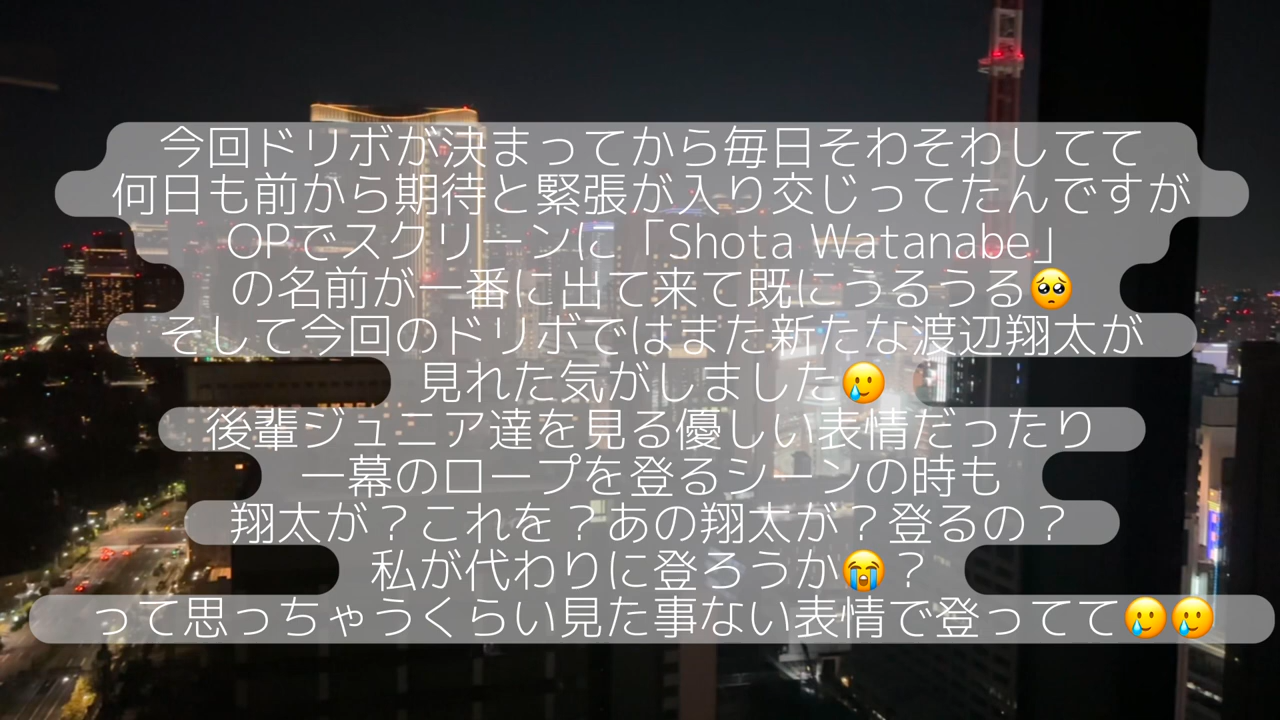 今回ドリボが決まってから毎日そわそわしてて
何日も前から期待と緊張が入り交じってたんですが
OPでスクリーンに「Shota Watanabe」
の名前が一番に出て来て既にうるうる🥺
そして今回のドリボではまた新たな渡辺翔太が
見れた気がしました🥲
後輩ジュニア達を見る優しい表情だったり
一幕のロープを登るシーンの時も
翔太が？これを？あの翔太が？登るの？
私が代わりに登ろうか😭？
って思っちゃうくらい見た事ない表情で登ってて🥲🥲